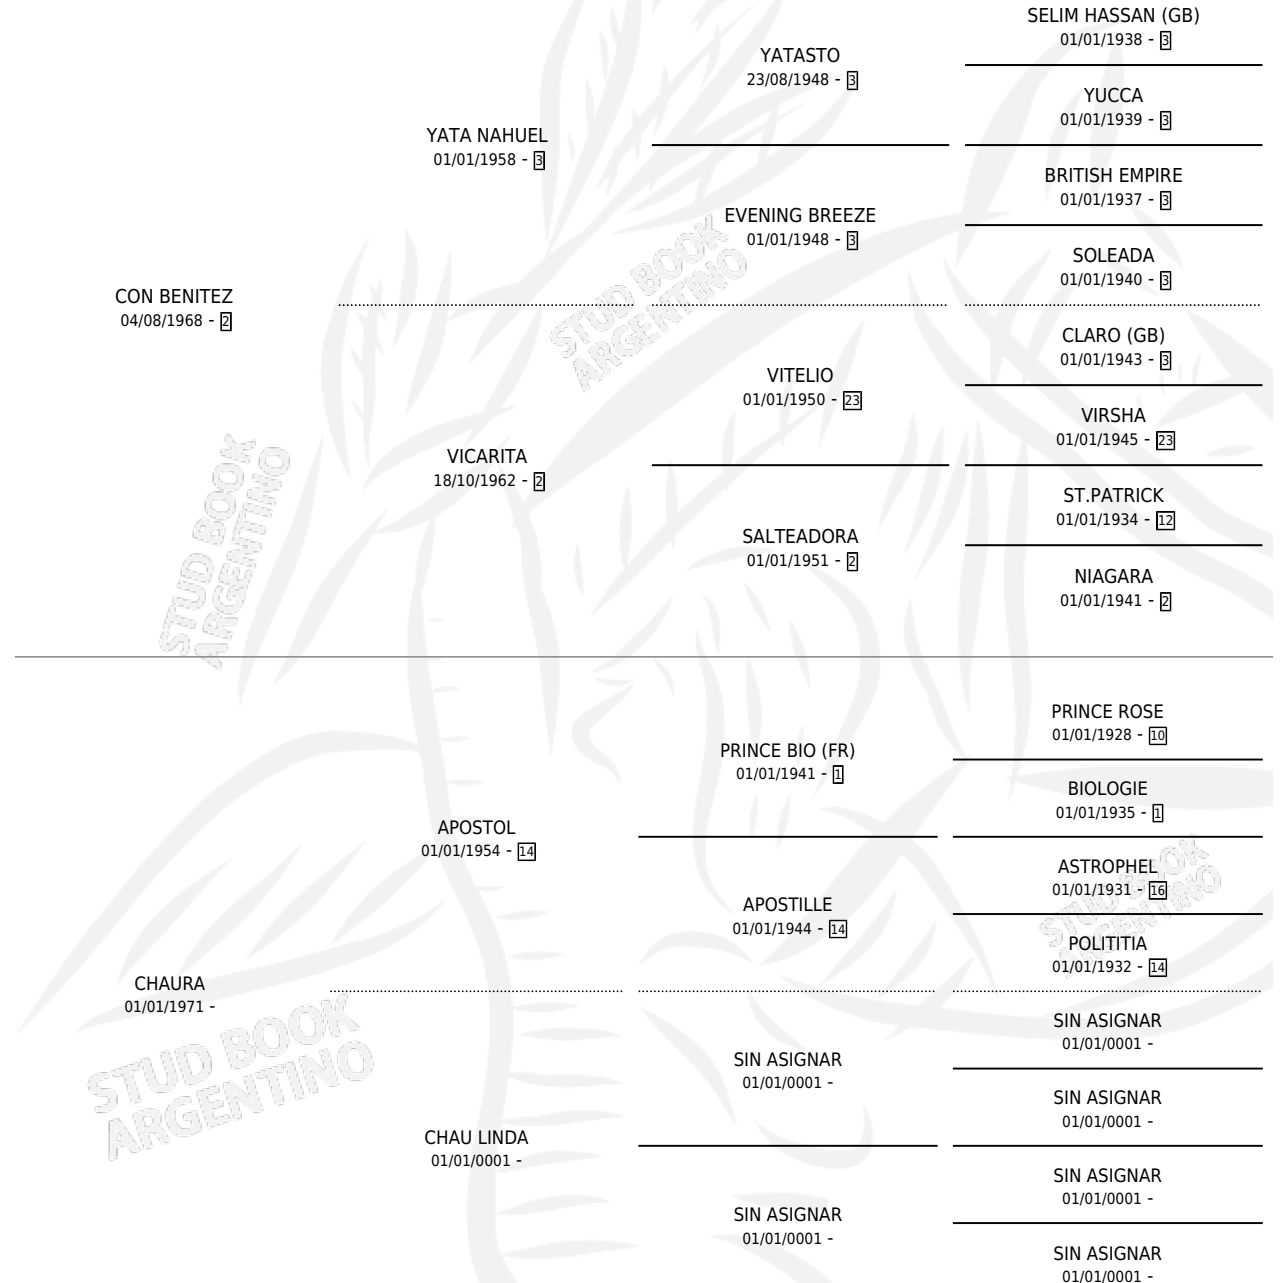 SELIM HASSAN (GB)
01/01/1938 - 3
YATASTO
23/08/1948 - 3
YUCCA
01/01/1939 - 3
YATA NAHUEL
01/01/1958 - 3
BRITISH EMPIRE
01/01/1937 - 3
EVENING BREEZE
01/01/1948 - 3
SOLEADA
01/01/1940 - 3
CON BENITEZ
04/08/1968 - 2
CLARO (GB)
01/01/1943 - 3
VITELIO
01/01/1950 - 23
VIRSHA
01/01/1945 - 23
VICARITA
18/10/1962 - 2
ST.PATRICK
01/01/1934 - 12
SALTEADORA
01/01/1951 - 2
NIAGARA
01/01/1941 - 2
PRINCE ROSE
01/01/1928 - 10
PRINCE BIO (FR)
01/01/1941 - 1
BIOLOGIE
01/01/1935 - 1
APOSTOL
01/01/1954 - 14
ASTROPHEL
01/01/1931 - 16
APOSTILLE
01/01/1944 - 14
POLITITIA
01/01/1932 - 14
CHAURA
01/01/1971 -
SIN ASIGNAR
01/01/0001 -
SIN ASIGNAR
01/01/0001 -
SIN ASIGNAR
01/01/0001 -
CHAU LINDA
01/01/0001 -
SIN ASIGNAR
01/01/0001 -
SIN ASIGNAR
01/01/0001 -
SIN ASIGNAR
01/01/0001 -
STUD BOOK
ARGENTINO
STUD BOOK
ARGENTINO
STUD BOOK
ARGENTINO
STUD BOOK
ARGENTINO